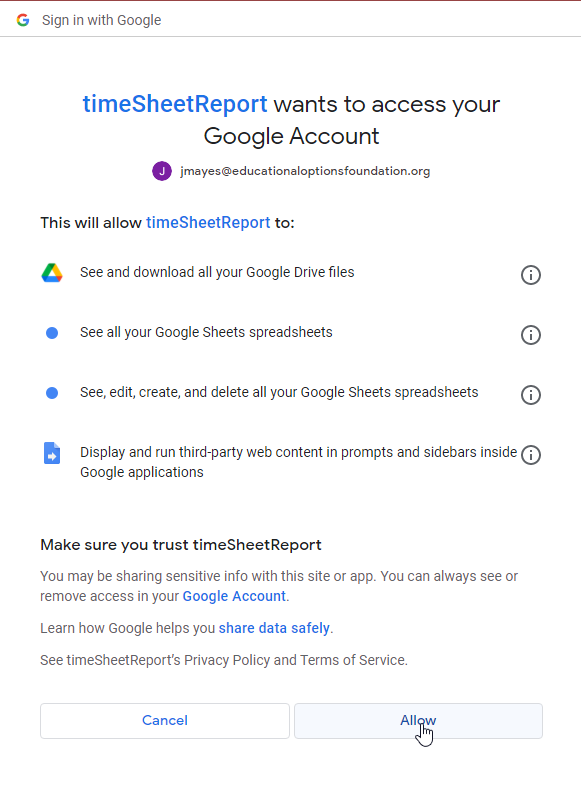 Sign in with Google
timeSheetReport wants to access your
Google Account
J jmayes@educationaloptionsfoundation.org
This will allow timeSheetReport to:
See and download all your Google Drive files
See all your Google Sheets spreadsheets
See, edit, create, and delete all your Google Sheets spreadsheets
Display and run third-party web content in prompts and sidebars inside
Google applications
Make sure you trust timeSheetReport
You may be sharing sensitive info with this site or app. You can always see or
remove access in your Google Account.
Learn how Google helps you share data safely.
See timeSheetReport's Privacy Policy and Terms of Service.
Cancel
Allow